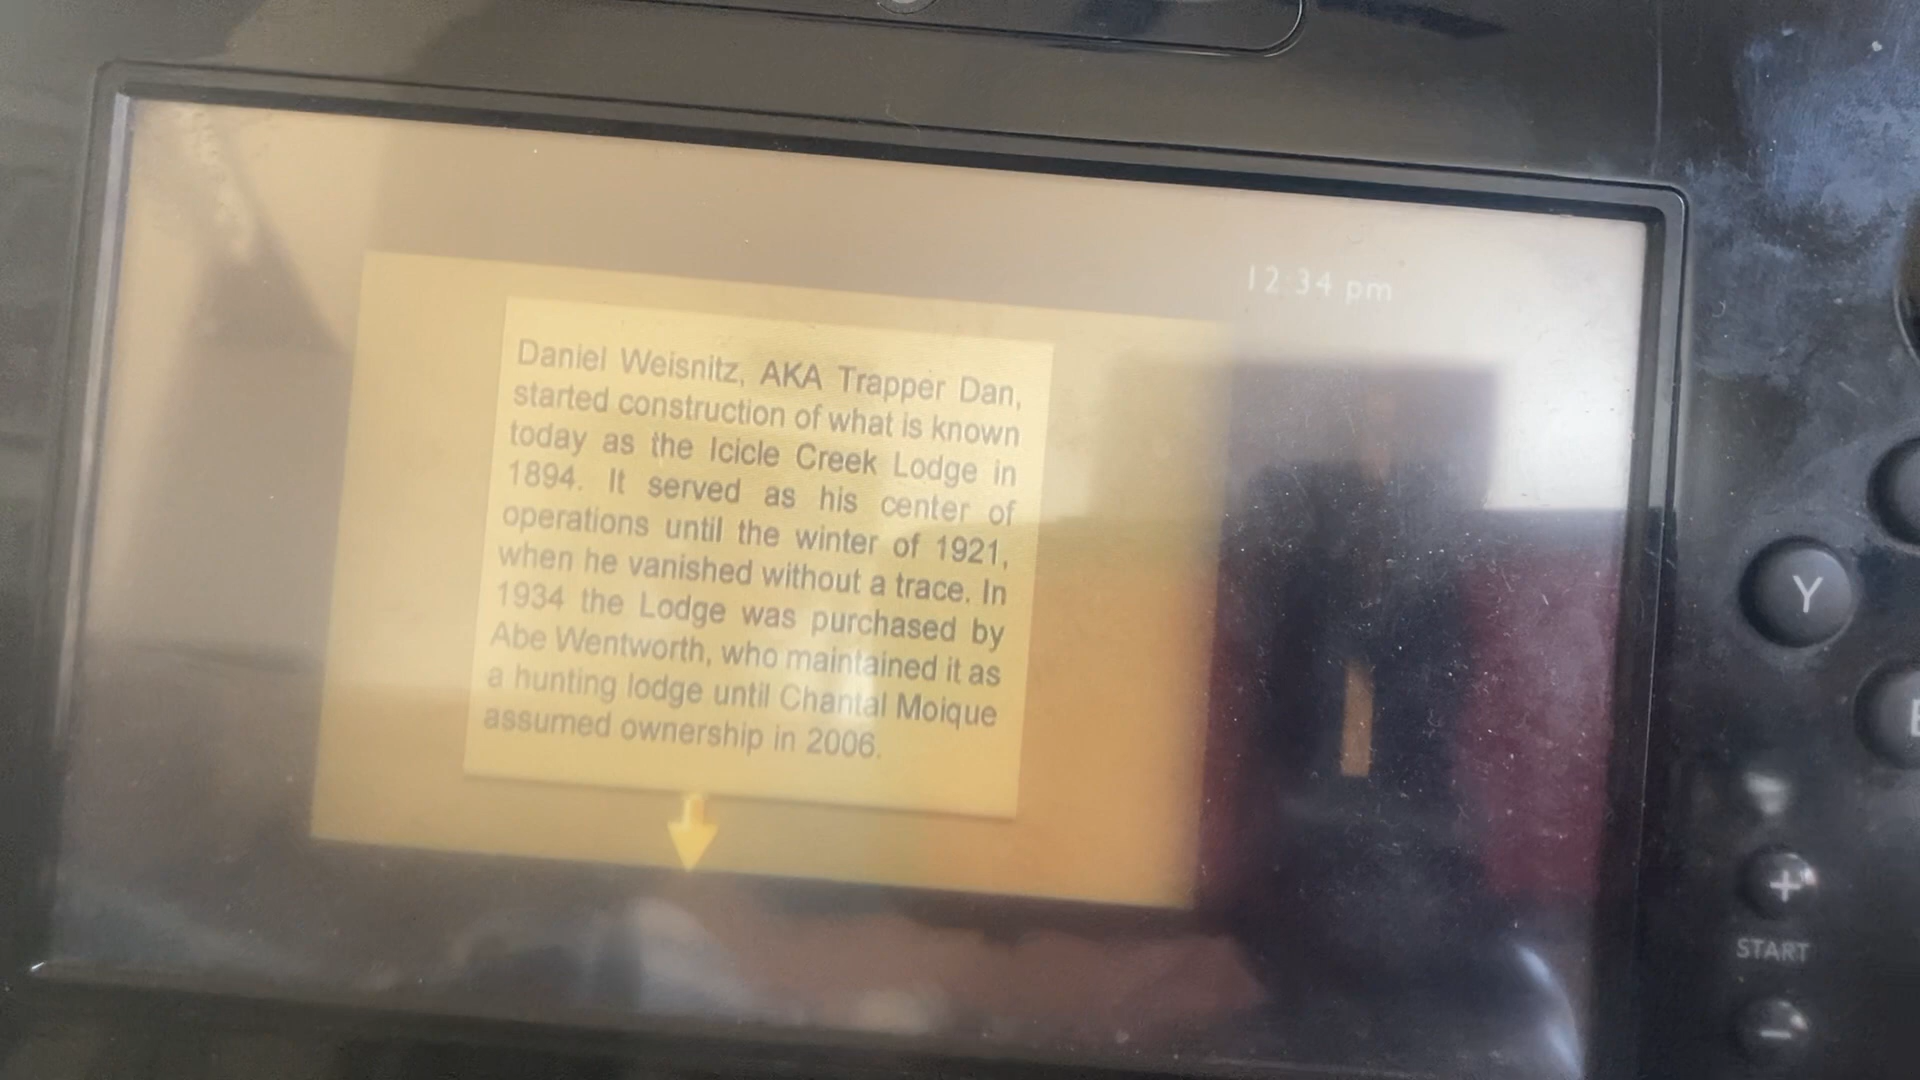 12:34 pm
Daniel Weisnitz, AKA Trapper Dan,
started construction of what is known
today as the Icicle Creek Lodge in
1894. It served as his center of
operations until the winter of 1921,
when he vanished without a trace. In
1934 the Lodge was purchased by
Abe Wentworth, who maintained it as
a hunting lodge until Chantal Moique
assumed ownership in 2006.
Y
+
START
-